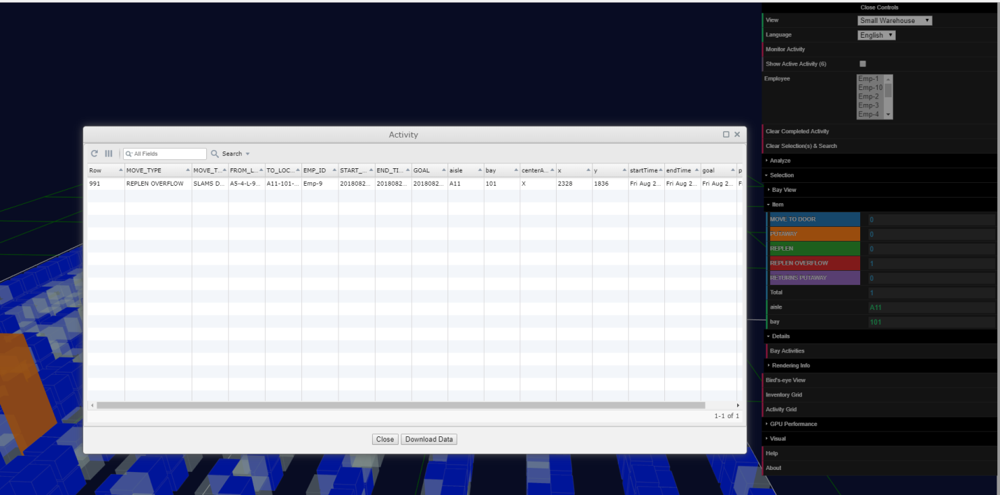 Close Controls
View Small Warehouse
Language English
Monitor Activity
Show Active Activity (6)
Employee
Emp-1
Emp-10
Emp-2
Emp-3
Emp-4
Clear Completed Activity
Clear Selection(s) & Search
Analyze
Selection
Bay View
Item
MOVE TO DOOR 0
PUTAWAY 0
REPLEN 0
REPLEN OVERFLOW 1
RETURNS PUTAWAY 0
Total 1
aisle A11
bay 101
Details
Bay Activities
Rendering Info
Bird's-eye View
Inventory Grid
Activity Grid
GPU Performance
Visual
Help
About
Activity
All Fields Search
Row MOVE_TYPE MOVE_T... FROM_L... TO_LOC... EMP_ID START_... END_TI... GOAL aisle bay centerA... x y startTime endTime goal p
991 REPLEN OVERFLOW SLAMS D... A5-4-L-9... A11-101-... Emp-9 2018082... 2018082... 2018082... A11 101 X 2328 1836 Fri Aug 2... Fri Aug 2... Fri Aug 2... F
1-1 of 1
Close Download Data